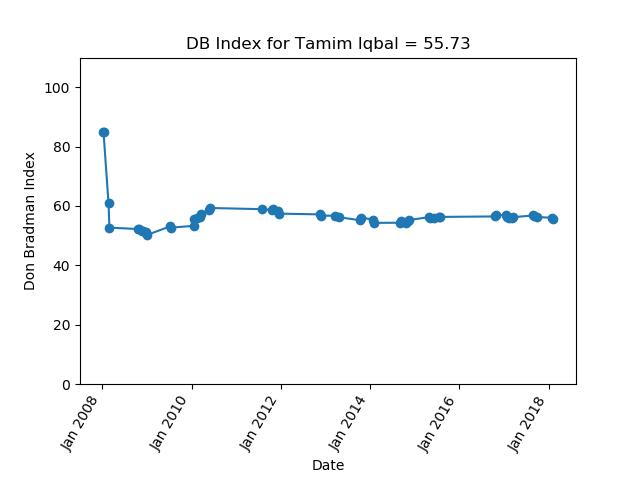 DB Index for Tamim Iqbal = 55.73
100
80
60
40
20
0
Don Bradman Index
Jan 2008
Jan 2010
Jan 2012
Jan 2014
Jan 2016
Jan 2018
Date